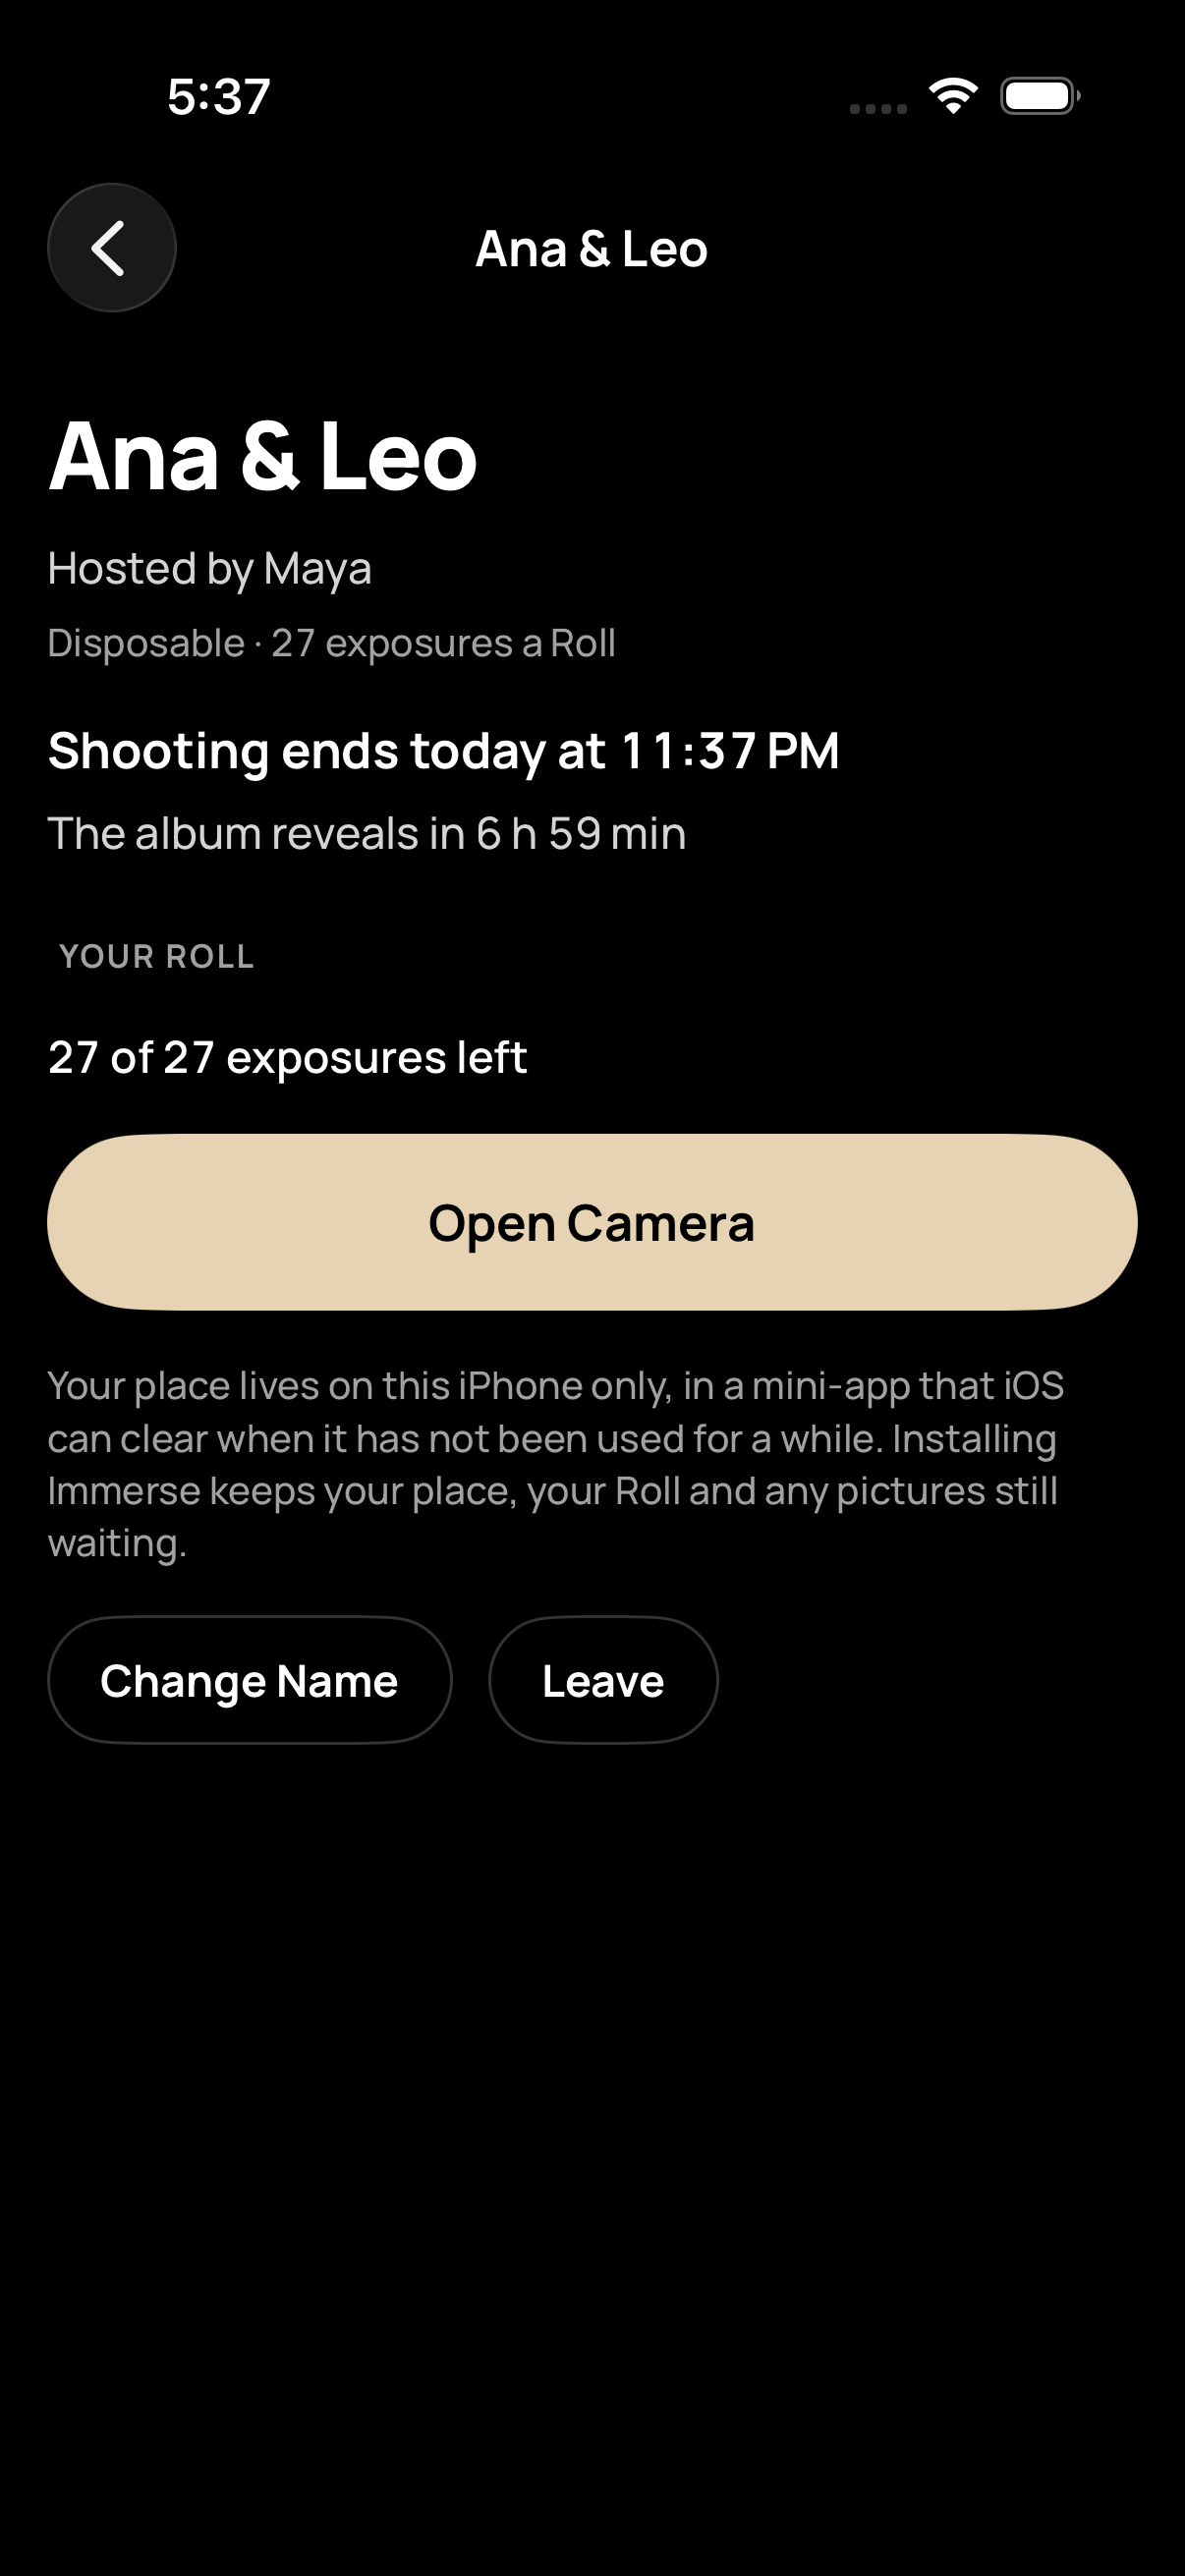 5:37
Ana & Leo
Ana & Leo
Hosted by Maya
Disposable · 27 exposures a Roll
Shooting ends today at 11:37 PM
The album reveals in 6 h 59 min
YOUR ROLL
27 of 27 exposures left
Open Camera
Your place lives on this iPhone only, in a mini-app that iOS
can clear when it has not been used for a while. Installing
Immerse keeps your place, your Roll and any pictures still
waiting.
Change Name
Leave